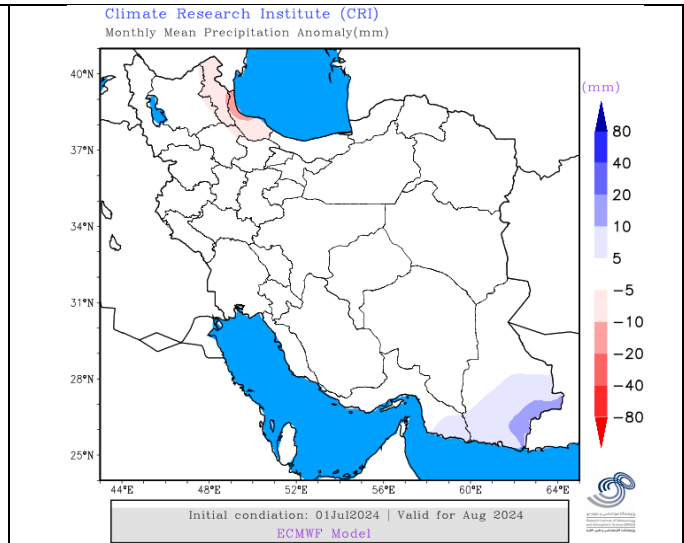 Climate Research Institute (CRI)
Monthly Mean Precipitation Anomaly(mm)
(mm)
40°N
37°N
34°N
31°N
28°N
25°N
44°E
48°E
52°E
56°E
60°E
64°E
80
40
20
10
5
−5
−10
−20
−40
−80
Initial condiation: 01Jul2024 | Valid for Aug 2024
ECMWF Model